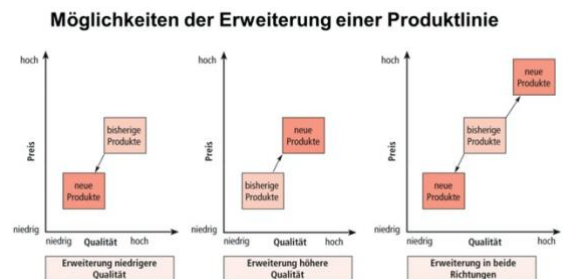 Möglichkeiten der Erweiterung einer Produktlinie
hoch
Preis
niedrig
bisherige
Produkte
neue
Produkte
niedrig Qualität hoch
Erweiterung niedrigere
Qualität
hoch
Preis
niedrig
neue
Produkte
bisherige
Produkte
niedrig Qualität hoch
Erweiterung höhere
Qualität
hoch
Preis
niedrig
neue
Produkte
bisherige
Produkte
neue
Produkte
niedrig Qualität hoch
Erweiterung in beide
Richtungen